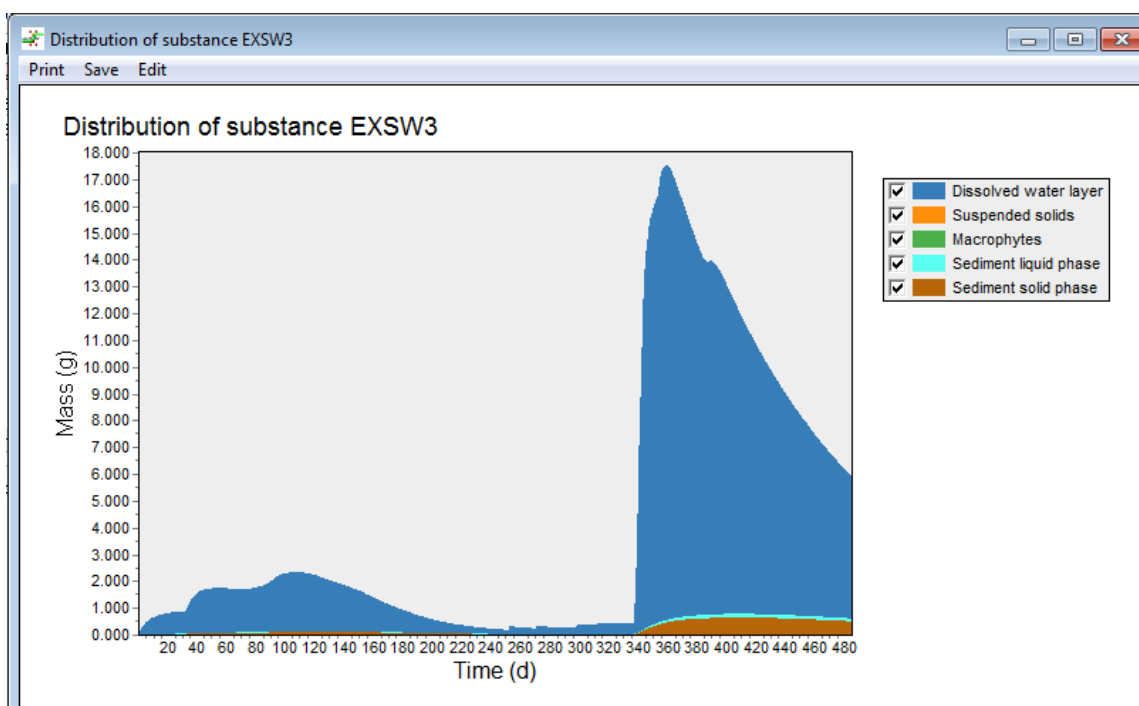 Distribution of substance EXSW3
Print Save Edit
Distribution of substance EXSW3
18.000
17.000
16.000
15.000
14.000
13.000
12.000
11.000
10.000
9.000
8.000
7.000
6.000
5.000
4.000
3.000
2.000
1.000
0.000
Mass (g)
20 40 60 80 100 120 140 160 180 200 220 240 260 280 300 320 340 360 380 400 420 440 460 480
Time (d)
Dissolved water layer
Suspended solids
Macrophytes
Sediment liquid phase
Sediment solid phase